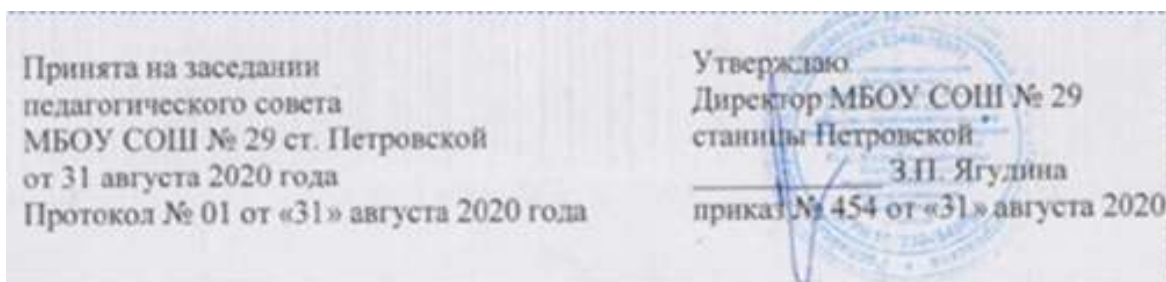 Принята на заседании
педагогического совета
МБОУ СОШ № 29 ст. Петровской
от 31 августа 2020 года
Протокол № 01 от «31» августа 2020 года
Утверждаю
Директор МБОУ СОШ № 29
станицы Петровской
______________ З.П. Ягудина
приказ № 454 от «31» августа 2020